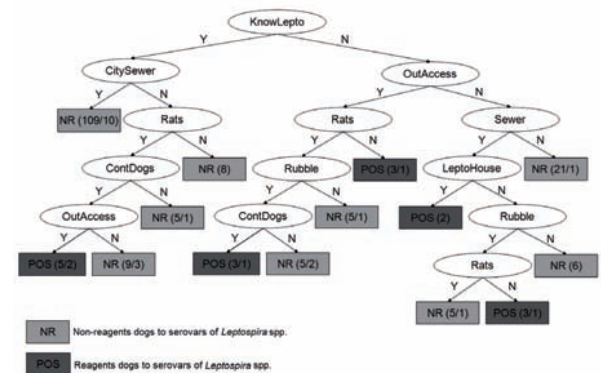 KnowLepto
Y N
CitySewer OutAccess
Y N Y N
NR (109/10) Rats Rats Sewer
Y N Y N Y N
ContDogs NR (8) Rubble POS (3/1) LeptoHouse NR (21/1)
Y N Y N Y N
OutAccess NR (5/1) ContDogs NR (5/1) POS (2) Rubble
Y N Y N Y N
POS (5/2) NR (9/3) POS (3/1) NR (5/2) Rats NR (6)
Y N
NR (5/1) POS (3/1)
NR Non-reagents dogs to serovars of Leptospira spp.
POS Reagents dogs to serovars of Leptospira spp.